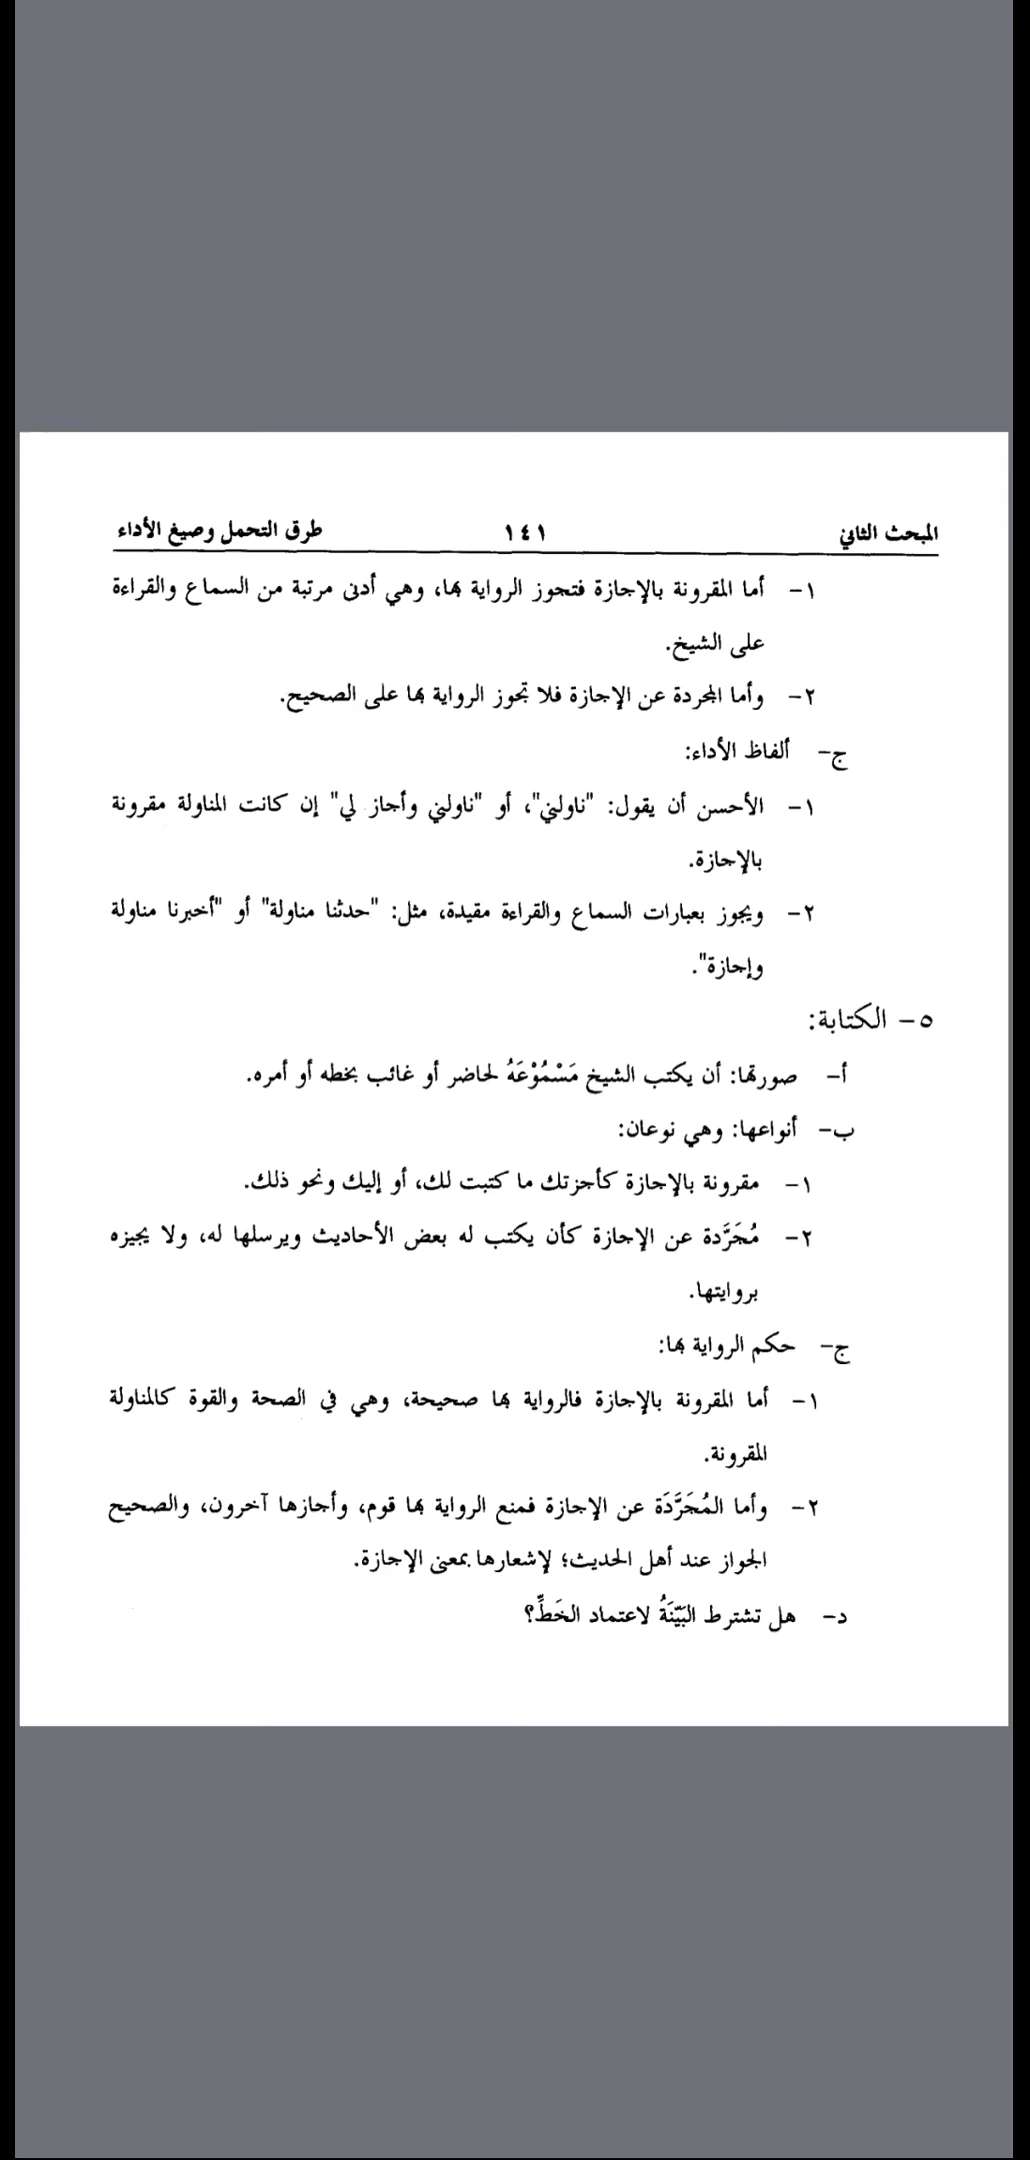 المبحث الثاني ١٤١ طرق التحمل وصيغ الأداء
١- أما المقرونة بالإجازة فتجوز الرواية بها، وهي أدنى مرتبة من السماع والقراءة
على الشيخ.
٢- وأما المجردة عن الإجازة فلا تجوز الرواية بها على الصحيح.
ج- ألفاظ الأداء:
١- الأحسن أن يقول: "ناولني"، أو "ناولني وأجاز لي" إن كانت المناولة مقرونة
بالإجازة.
٢- ويجوز بعبارات السماع والقراءة مقيدة، مثل: "حدثنا مناولة" أو "أخبرنا مناولة
وإجازة".
٥- الكتابة:
أ- صورتها: أن يكتب الشيخ مَسْمُوْعَهُ لحاضر أو غائب بخطه أو أمره.
ب- أنواعها: وهي نوعان:
١- مقرونة بالإجازة كأجزتك ما كتبت لك، أو إليك ونحو ذلك.
٢- مُجَرَّدة عن الإجازة كأن يكتب له بعض الأحاديث ويرسلها له، ولا يجيزه
بروايتها.
ج- حكم الرواية بها:
١- أما المقرونة بالإجازة فالرواية بها صحيحة، وهي في الصحة والقوة كالمناولة
المقرونة.
٢- وأما المُجَرَّدَة عن الإجازة فمنع الرواية بها قوم، وأجازها آخرون، والصحيح
الجواز عند أهل الحديث؛ لإشعارها بمعنى الإجازة.
د- هل تشترط البَيِّنَةُ لاعتماد الخَطِّ؟